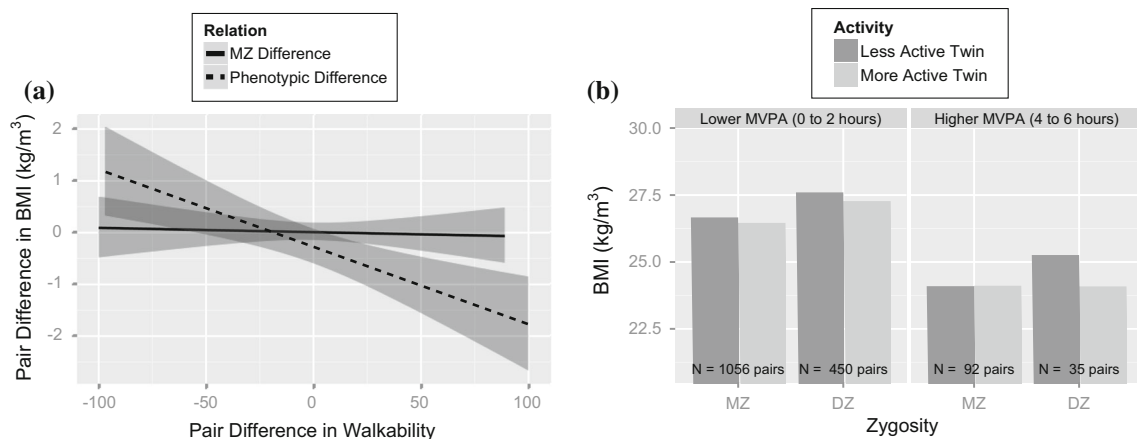 Relation
MZ Difference
Phenotypic Difference
(a)
Pair Difference in BMI (kg/m³)
2
1
0
-1
-2
-100
-50
0
50
100
Pair Difference in Walkability
Activity
Less Active Twin
More Active Twin
(b)
Lower MVPA (0 to 2 hours)
Higher MVPA (4 to 6 hours)
BMI (kg/m³)
30.0
27.5
25.0
22.5
N = 1056 pairs
N = 450 pairs
N = 92 pairs
N = 35 pairs
MZ
DZ
MZ
DZ
Zygosity